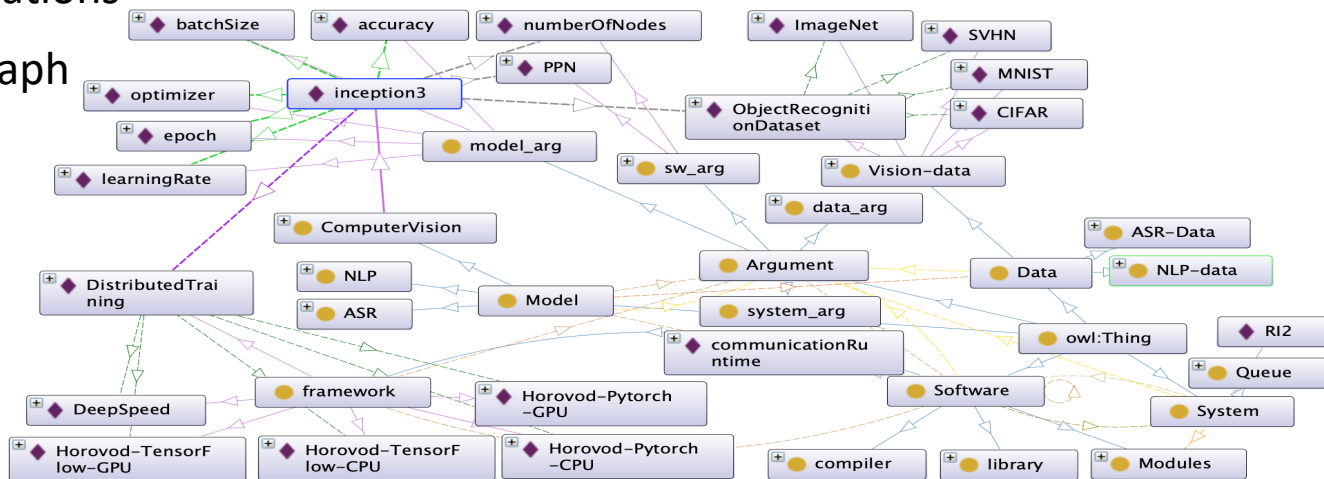 ations
aph
batchSize
accuracy
numberOfNodes
ImageNet
SVHN
PPN
MNIST
optimizer
inception3
ObjectRecogniti
onDataset
CIFAR
epoch
model_arg
sw_arg
Vision-data
learningRate
data_arg
ComputerVision
ASR-Data
NLP
Argument
Data
NLP-data
DistributedTrai
ning
Model
ASR
system_arg
RI2
communicationRu
ntime
owl:Thing
Queue
framework
Horovod-Pytorch
-GPU
Software
DeepSpeed
System
Horovod-TensorF
low-GPU
Horovod-TensorF
low-CPU
Horovod-Pytorch
-CPU
compiler
library
Modules